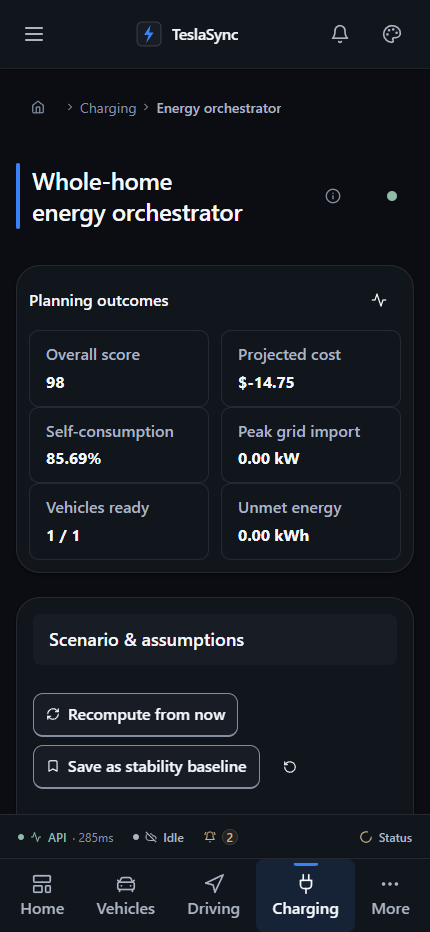 TeslaSync
Charging
Energy orchestrator
Whole-home
energy orchestrator
Planning outcomes
Overall score
98
Projected cost
$-14.75
Self-consumption
85.69%
Peak grid import
0.00 kW
Vehicles ready
1 / 1
Unmet energy
0.00 kWh
Scenario & assumptions
Recompute from now
Save as stability baseline
API · 285ms
Idle
2
Status
Home
Vehicles
Driving
Charging
More